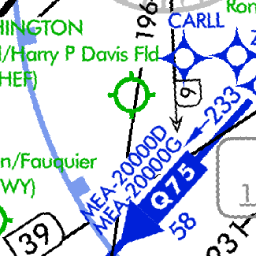 HINGTON
l/Harry P Davis Fld
HEF)
196
CARLL
Ron
9
233
MEA-20000D
MEA-20000G
Q75
58
n/Fauquier
WY)
39
231
1